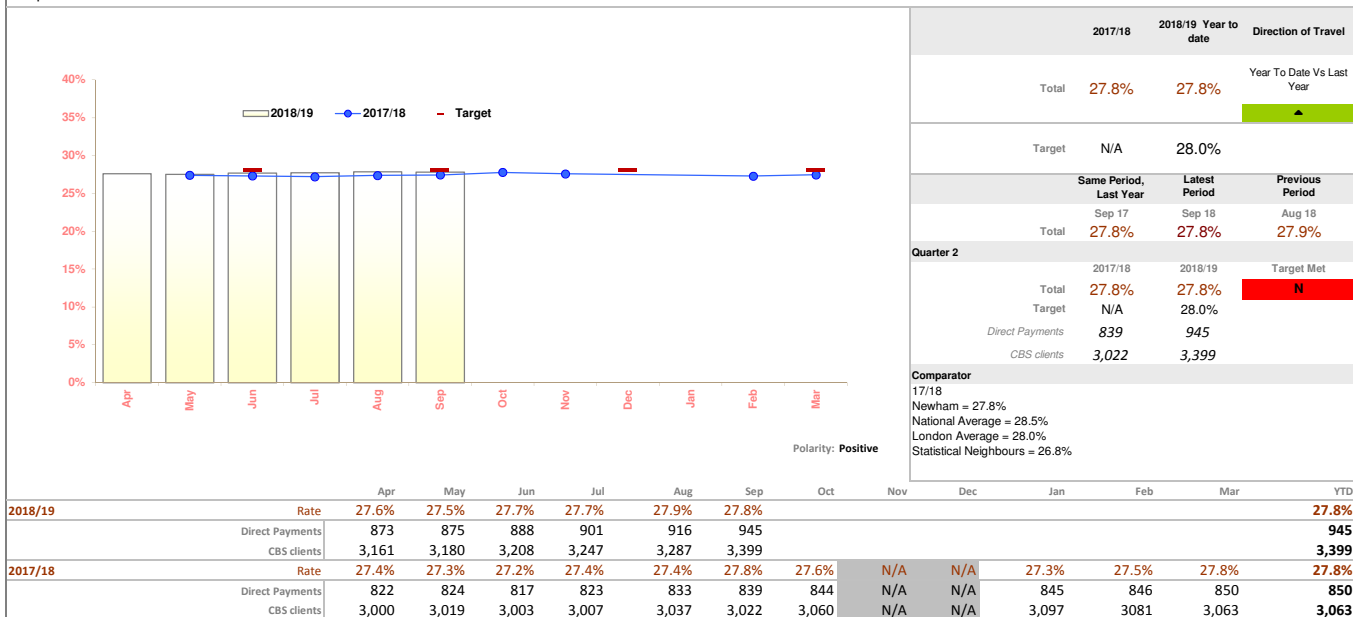 2017/18 2018/19 Year to date Direction of Travel
Total 27.8% 27.8% Year To Date Vs Last Year
Target N/A 28.0%
Same Period, Last Year Latest Period Previous Period
Sep 17 Sep 18 Aug 18
Total 27.8% 27.8% 27.9%
Quarter 2
2017/18 2018/19 Target Met
Total 27.8% 27.8% N
Target N/A 28.0%
Direct Payments 839 945
CBS clients 3,022 3,399
Comparator
17/18
Newham = 27.8%
National Average = 28.5%
London Average = 28.0%
Statistical Neighbours = 26.8%
2018/19 2017/18 Target
40%
35%
30%
25%
20%
15%
10%
5%
0%
Apr May Jun Jul Aug Sep Oct Nov Dec Jan Feb Mar
Polarity: Positive
Apr May Jun Jul Aug Sep Oct Nov Dec Jan Feb Mar YTD
2018/19 Rate 27.6% 27.5% 27.7% 27.7% 27.9% 27.8% 27.8%
Direct Payments 873 875 888 901 916 945 945
CBS clients 3,161 3,180 3,208 3,247 3,287 3,399 3,399
2017/18 Rate 27.4% 27.3% 27.2% 27.4% 27.4% 27.8% 27.6% N/A N/A 27.3% 27.5% 27.8% 27.8%
Direct Payments 822 824 817 823 833 839 844 N/A N/A 845 846 850 850
CBS clients 3,000 3,019 3,003 3,007 3,037 3,022 3,060 N/A N/A 3,097 3081 3,063 3,063